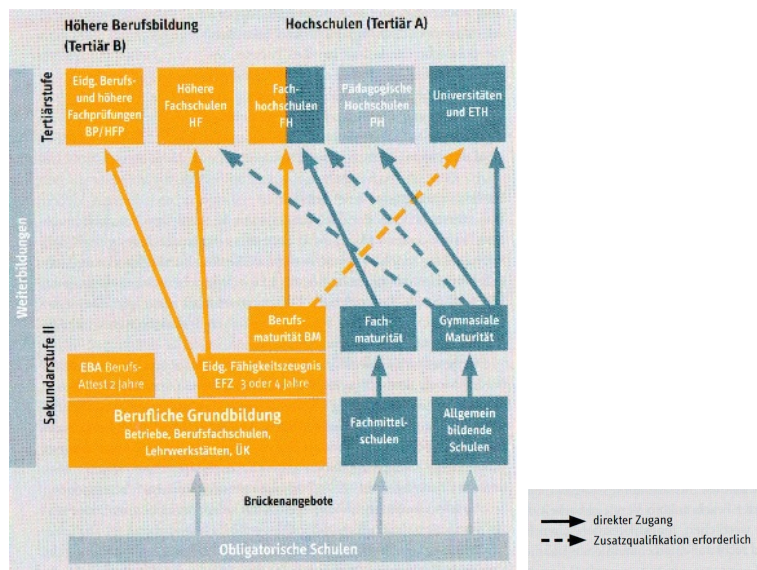 Höhere Berufsbildung
(Tertiär B)
Hochschulen (Tertiär A)
Weiterbildungen
Tertiärstufe
Eidg. Berufs-
und höhere
Fachprüfungen
BP/HFP
Höhere
Fachschulen
HF
Fach-
hochschulen
FH
Pädagogische
Hochschulen
PH
Universitäten
und ETH
Sekundarstufe II
Berufs-
maturität BM
Fach-
maturität
Gymnasiale
Maturität
EBA Berufs-
Attest 2 Jahre
Eidg. Fähigkeitszeugnis
EFZ 3 oder 4 Jahre
Berufliche Grundbildung
Betriebe, Berufsfachschulen,
Lehrwerkstätten, ÜK
Fachmittel-
schulen
Allgemein
bildende
Schulen
Brückenangebote
Obligatorische Schulen
direkter Zugang
Zusatzqualifikation erforderlich